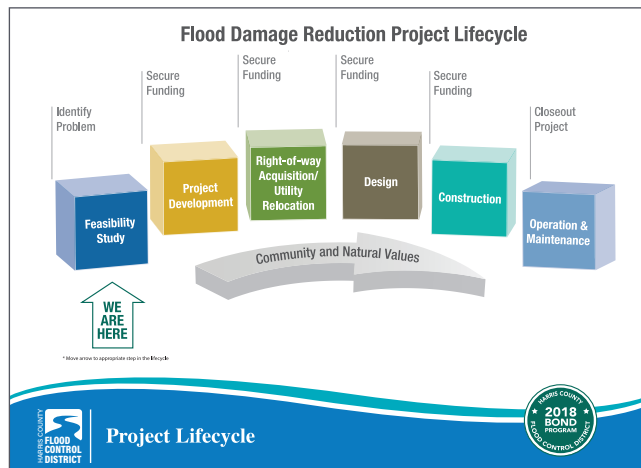 Flood Damage Reduction Project Lifecycle
Identify
Problem
Secure
Funding
Secure
Funding
Secure
Funding
Secure
Funding
Closeout
Project
Feasibility
Study
Project
Development
Right-of-way
Acquisition/
Utility
Relocation
Design
Construction
Operation &
Maintenance
Community and Natural Values
WE
ARE
HERE
* Move arrow to appropriate step in the lifecycle
HARRIS COUNTY
FLOOD
CONTROL
DISTRICT
Project Lifecycle
HARRIS COUNTY
2018
BOND
PROGRAM
FLOOD CONTROL DISTRICT